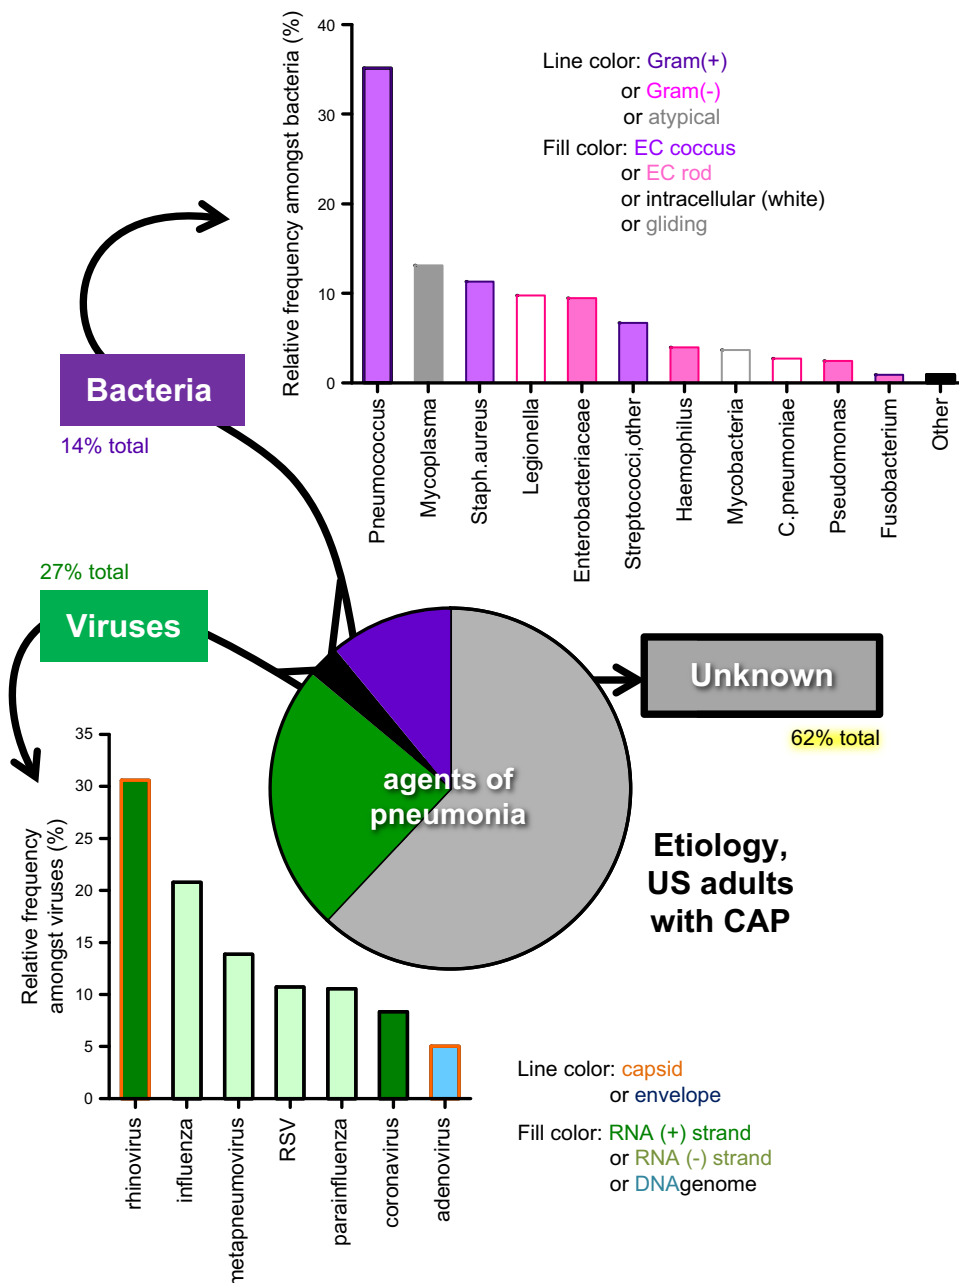 Relative frequency amongst bacteria (%)
40
30
20
10
0
Line color: Gram(+)
or Gram(-)
or atypical
Fill color: EC coccus
or EC rod
or intracellular (white)
or gliding
Pneumococcus
Mycoplasma
Staph.aureus
Legionella
Enterobacteriaceae
Streptococci,other
Haemophilus
Mycobacteria
C.pneumoniae
Pseudomonas
Fusobacterium
Other
Bacteria
14% total
27% total
Viruses
Unknown
62% total
agents of
pneumonia
Etiology,
US adults
with CAP
Relative frequency
amongst viruses (%)
35
30
25
20
15
10
5
0
rhinovirus
influenza
metapneumovirus
RSV
parainfluenza
coronavirus
adenovirus
Line color: capsid
or envelope
Fill color: RNA (+) strand
or RNA (-) strand
or DNAgenome